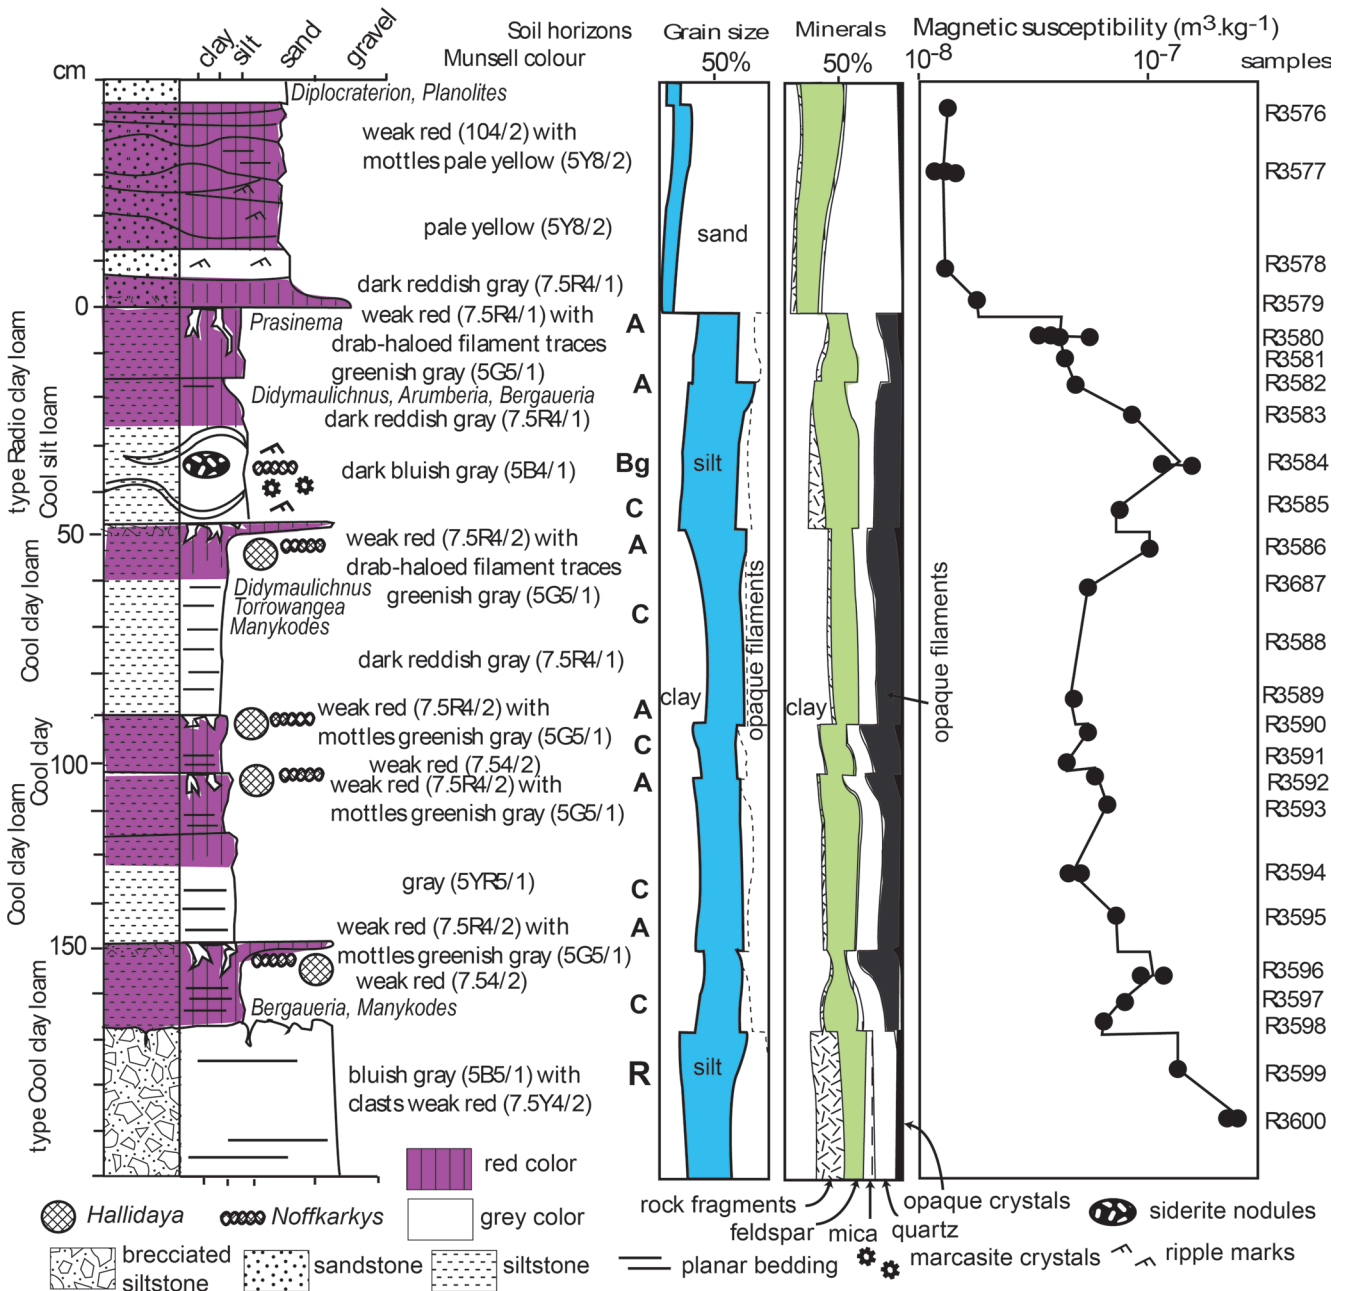 clay
silt
sand
gravel
Soil horizons
Munsell colour
Grain size
50%
Minerals
50%
Magnetic susceptibility (m3.kg-1)
10-8
10-7
samples
cm
0
50
100
150
Diplocraterion, Planolites
weak red (104/2) with
mottles pale yellow (5Y8/2)
pale yellow (5Y8/2)
dark reddish gray (7.5R4/1)
Prasinema
weak red (7.5R4/1) with
drab-haloed filament traces
greenish gray (5G5/1)
Didymaulichnus, Arumberia, Bergaueria
dark reddish gray (7.5R4/1)
dark bluish gray (5B4/1)
weak red (7.5R4/2) with
drab-haloed filament traces
greenish gray (5G5/1)
Didymaulichnus
Torrowangea
Manykodes
dark reddish gray (7.5R4/1)
weak red (7.5R4/2) with
mottles greenish gray (5G5/1)
weak red (7.54/2)
weak red (7.5R4/2) with
mottles greenish gray (5G5/1)
gray (5YR5/1)
weak red (7.5R4/2) with
mottles greenish gray (5G5/1)
weak red (7.54/2)
Bergaueria, Manykodes
bluish gray (5B5/1) with
clasts weak red (7.5Y4/2)
type Radio clay loam
Cool silt loam
Cool clay loam
Cool clay
Cool clay loam
type Cool clay loam
A
A
Bg
C
A
C
A
C
A
C
A
C
R
sand
silt
clay
silt
opaque filaments
clay
opaque filaments
R3576
R3577
R3578
R3579
R3580
R3581
R3582
R3583
R3584
R3585
R3586
R3687
R3588
R3589
R3590
R3591
R3592
R3593
R3594
R3595
R3596
R3597
R3598
R3599
R3600
rock fragments
feldspar
mica
quartz
opaque crystals
red color
grey color
Hallidaya
Noffkarkys
brecciated
siltstone
sandstone
siltstone
planar bedding
marcasite crystals
siderite nodules
ripple marks